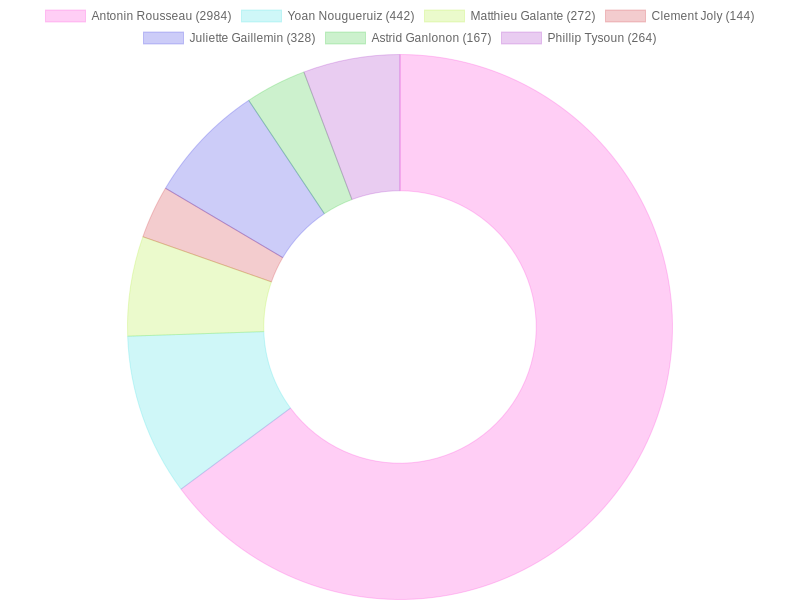 Antonin Rousseau (2984) Yoan Nougueruiz (442) Matthieu Galante (272) Clement Joly (144)
Juliette Gaillemin (328) Astrid Ganlonon (167) Phillip Tysoun (264)